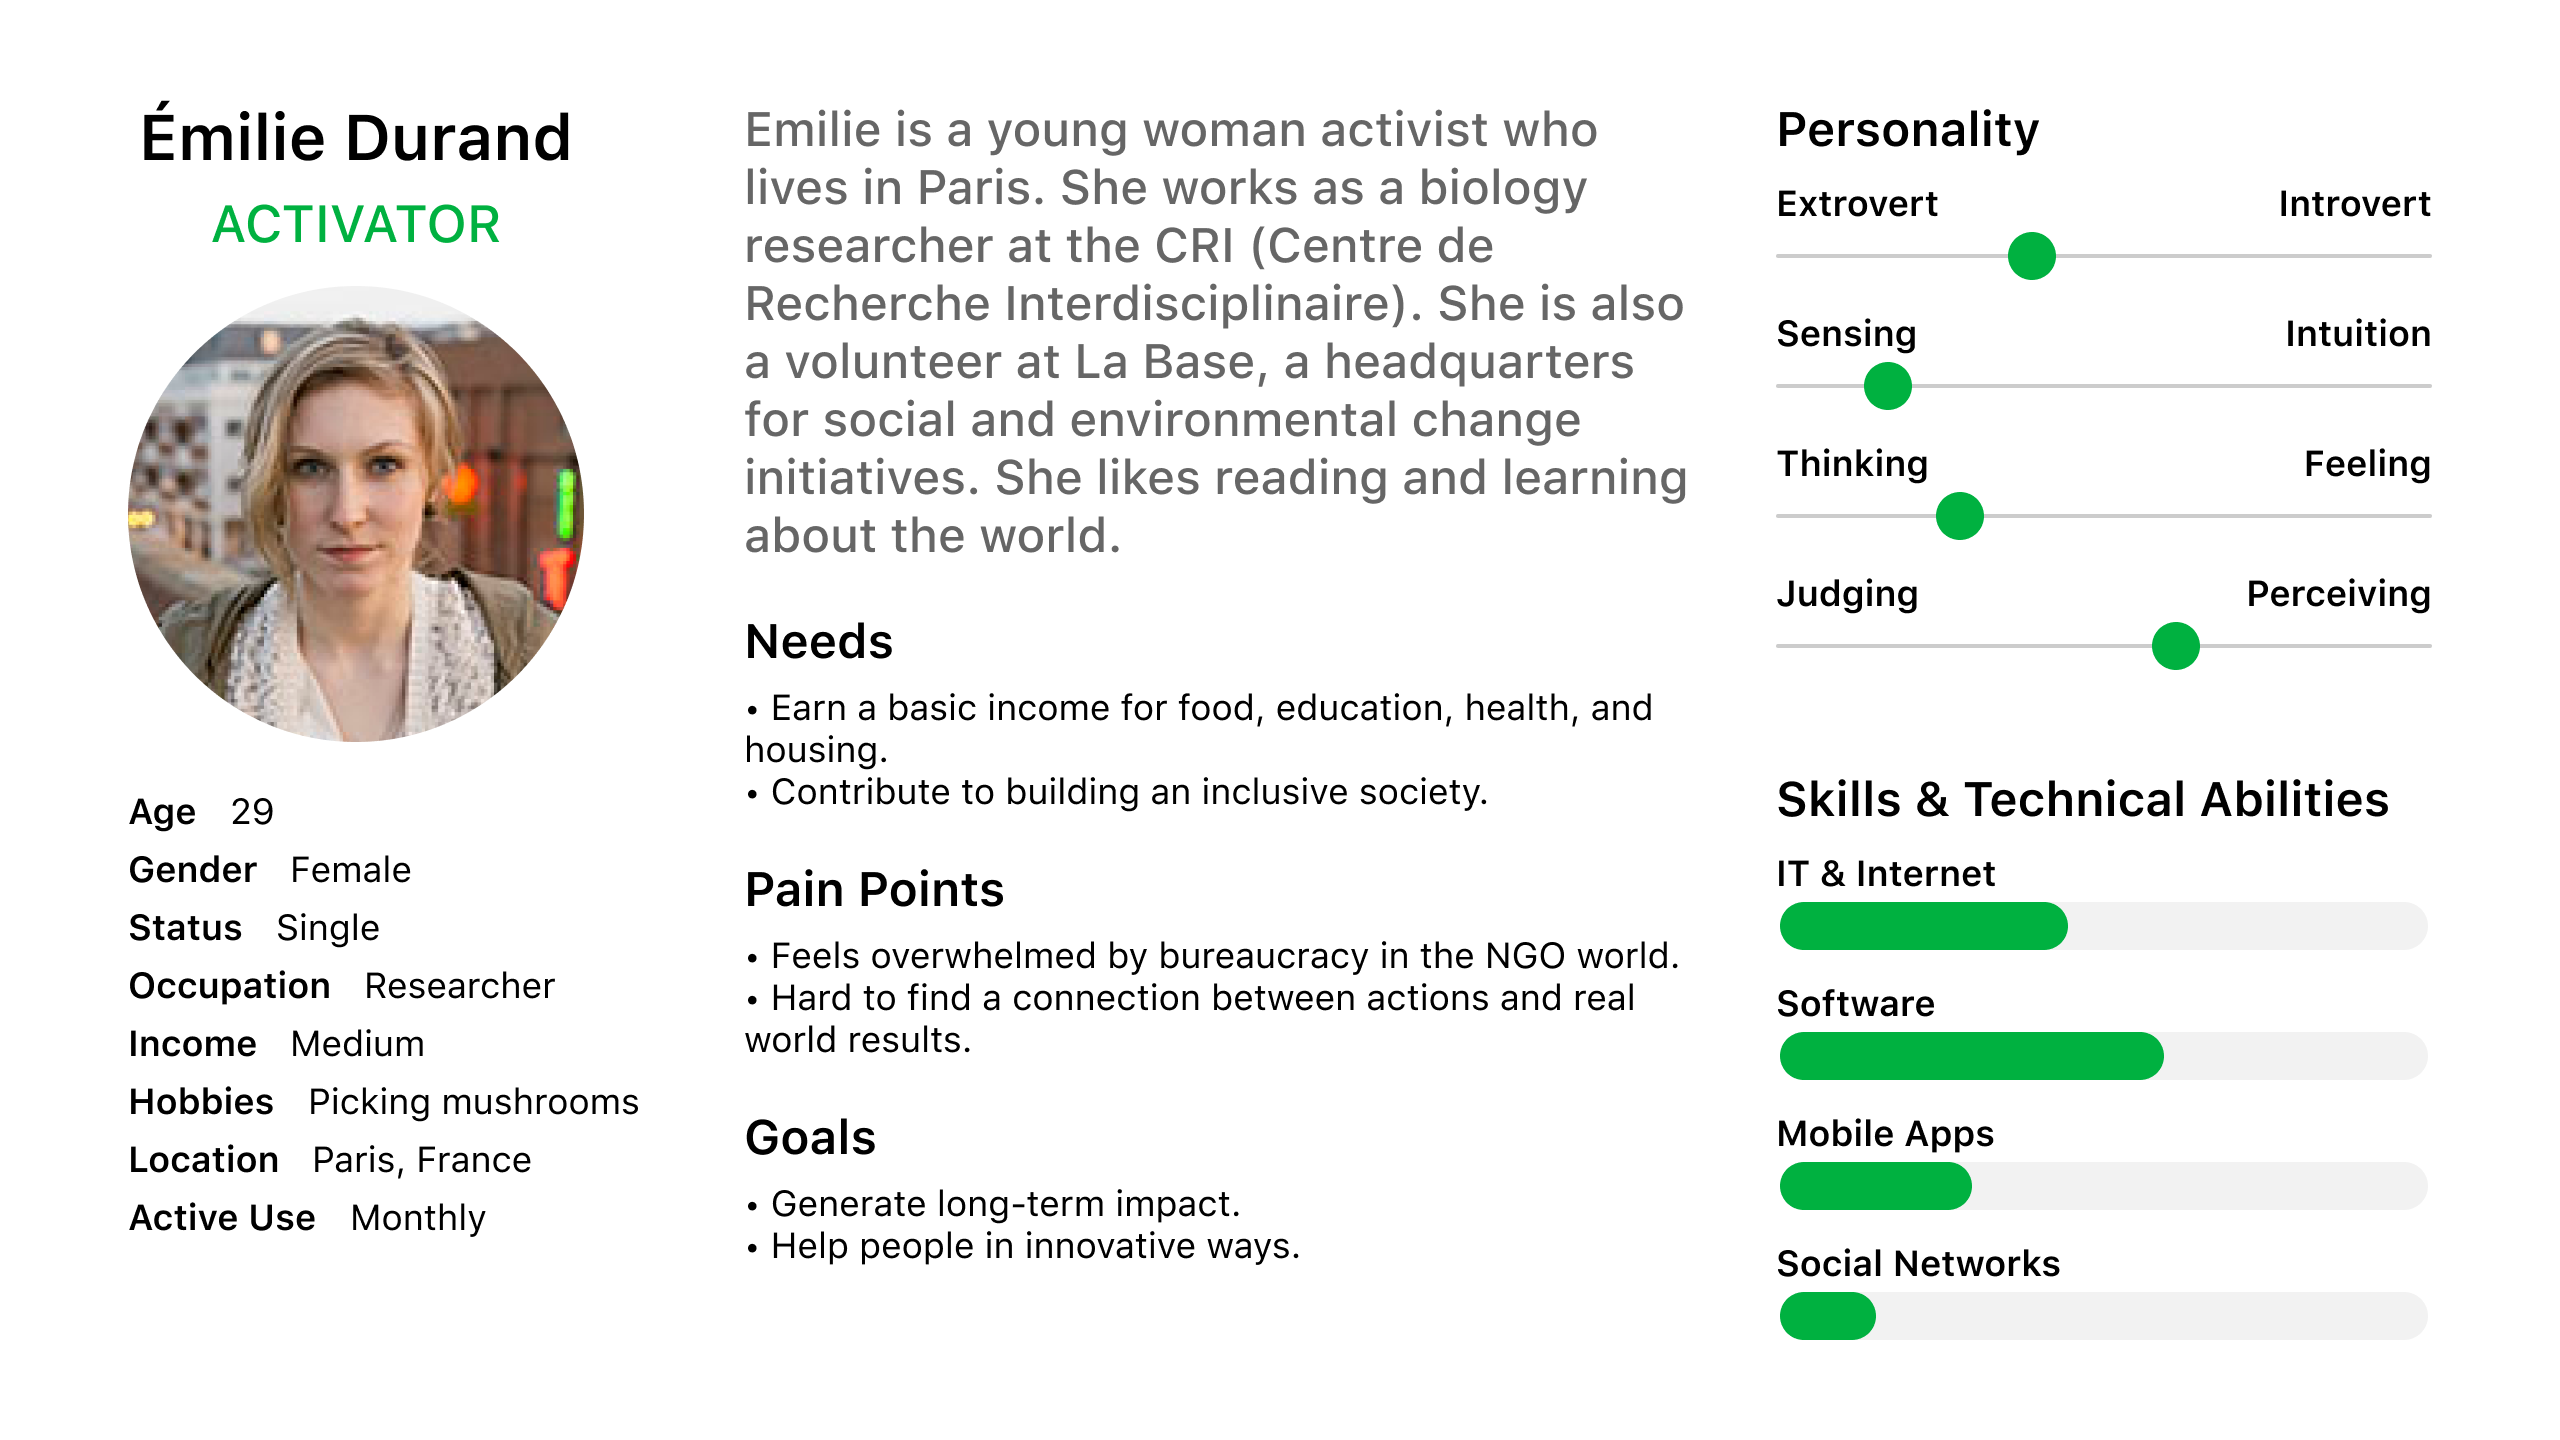 Émilie Durand
ACTIVATOR
Age 29
Gender Female
Status Single
Occupation Researcher
Income Medium
Hobbies Picking mushrooms
Location Paris, France
Active Use Monthly
Emilie is a young woman activist who
lives in Paris. She works as a biology
researcher at the CRI (Centre de
Recherche Interdisciplinaire). She is also
a volunteer at La Base, a headquarters
for social and environmental change
initiatives. She likes reading and learning
about the world.
Needs
• Earn a basic income for food, education, health, and
housing.
• Contribute to building an inclusive society.
Pain Points
• Feels overwhelmed by bureaucracy in the NGO world.
• Hard to find a connection between actions and real
world results.
Goals
• Generate long-term impact.
• Help people in innovative ways.
Personality
Extrovert Introvert
Sensing Intuition
Thinking Feeling
Judging Perceiving
Skills & Technical Abilities
IT & Internet
Software
Mobile Apps
Social Networks